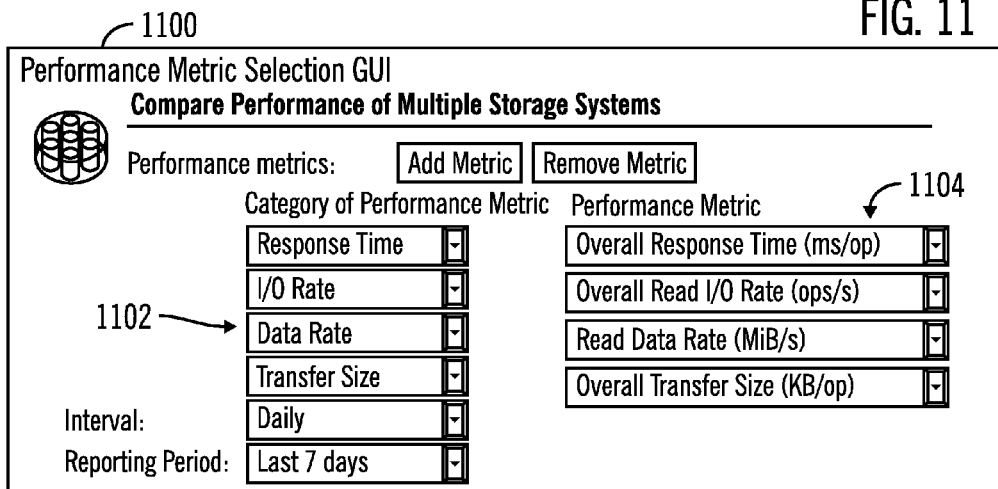 FIG. 11
1100
Performance Metric Selection GUI
Compare Performance of Multiple Storage Systems
Performance metrics: Add Metric Remove Metric
1104
Category of Performance Metric Performance Metric
Response Time Overall Response Time (ms/op)
I/O Rate Overall Read I/O Rate (ops/s)
1102 Data Rate Read Data Rate (MiB/s)
Transfer Size Overall Transfer Size (KB/op)
Interval: Daily
Reporting Period: Last 7 days